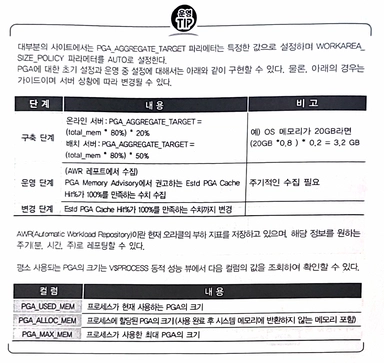 운영
TIP
대부분의 사이트에서는 PGA_AGGREGATE_TARGET 파라메터는 특정한 값으로 설정하며 WORKAREA_
SIZE_POLICY 파라메터를 AUTO로 설정한다.
PGA에 대한 초기 설정과 운영 중 설정에 대해서는 아래와 같이 구현할 수 있다. 물론, 아래의 경우는
가이드이며 서버 상황에 따라 변경될 수 있다.
단 계 내 용 비 고
온라인 서버 : PGA_AGGREGATE_TARGET =
(total_mem * 80%) * 20%
구축 단계
배치 서버 : PGA_AGGREGATE_TARGET =
(total_mem * 80%) * 50%
예) OS 메모리가 20GB라면
(20GB *0,8 ) * 0,2 = 3,2 GB
(AWR 레포트에서 수집)
운영 단계 PGA Memory Advisory에서 권고하는 Estd PGA Cache 주기적인 수집 필요
Hit%가 100%를 만족하는 수치 수집
변경 단계 Estd PGA Cache Hit%가 100%를 만족하는 수치까지 변경
AWR(Automatic Workload Repository)이란 현재 오라클의 부하 지표를 저장하고 있으며, 해당 정보를 원하는
주기(분, 시간, 주)로 레포팅할 수 있다.
평소 사용되는 PGA의 크기는 V$PROCESS 동적 성능 뷰에서 다음 컬럼의 값을 조회하여 확인할 수 있다.
컬 럼 내 용
PGA_USED_MEM 프로세스가 현재 사용하는 PGA의 크기
PGA_ALLOC_MEM 프로세스에 할당된 PGA의 크기(사용 완료 후 시스템 메모리에 반환하지 않는 메모리 포함)
PGA_MAX_MEM 프로세스가 사용한 최대 PGA의 크기